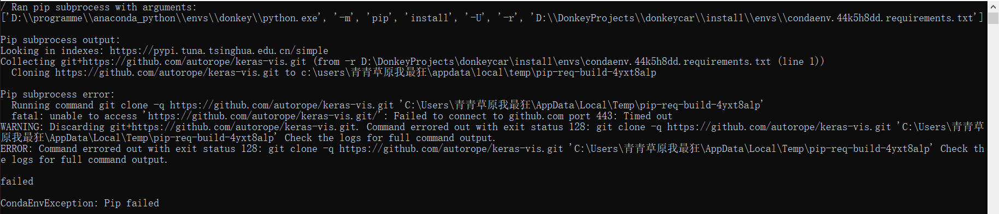 / Ran pip subprocess with arguments:
['D:\\programme\\anaconda_python\\envs\\donkey\\python.exe', '-m', 'pip', 'install', '-U', '-r', 'D:\\DonkeyProjects\\donkeycar\\install\\envs\\condaenv.44k5h8dd.requirements.txt']
Pip subprocess output:
Looking in indexes: https://pypi.tuna.tsinghua.edu.cn/simple
Collecting git+https://github.com/autorope/keras-vis.git (from -r D:\DonkeyProjects\donkeycar\install\envs\condaenv.44k5h8dd.requirements.txt (line 1))
  Cloning https://github.com/autorope/keras-vis.git to c:\users\青青草原我最狂\appdata\local\temp\pip-req-build-4yxt8alp
Pip subprocess error:
  Running command git clone -q https://github.com/autorope/keras-vis.git 'C:\Users\青青草原我最狂\AppData\Local\Temp\pip-req-build-4yxt8alp'
  fatal: unable to access 'https://github.com/autorope/keras-vis.git/': Failed to connect to github.com port 443: Timed out
WARNING: Discarding git+https://github.com/autorope/keras-vis.git. Command errored out with exit status 128: git clone -q https://github.com/autorope/keras-vis.git 'C:\Users\青青草
原我最狂\AppData\Local\Temp\pip-req-build-4yxt8alp' Check the logs for full command output.
ERROR: Command errored out with exit status 128: git clone -q https://github.com/autorope/keras-vis.git 'C:\Users\青青草原我最狂\AppData\Local\Temp\pip-req-build-4yxt8alp' Check th
e logs for full command output.
failed
CondaEnvException: Pip failed